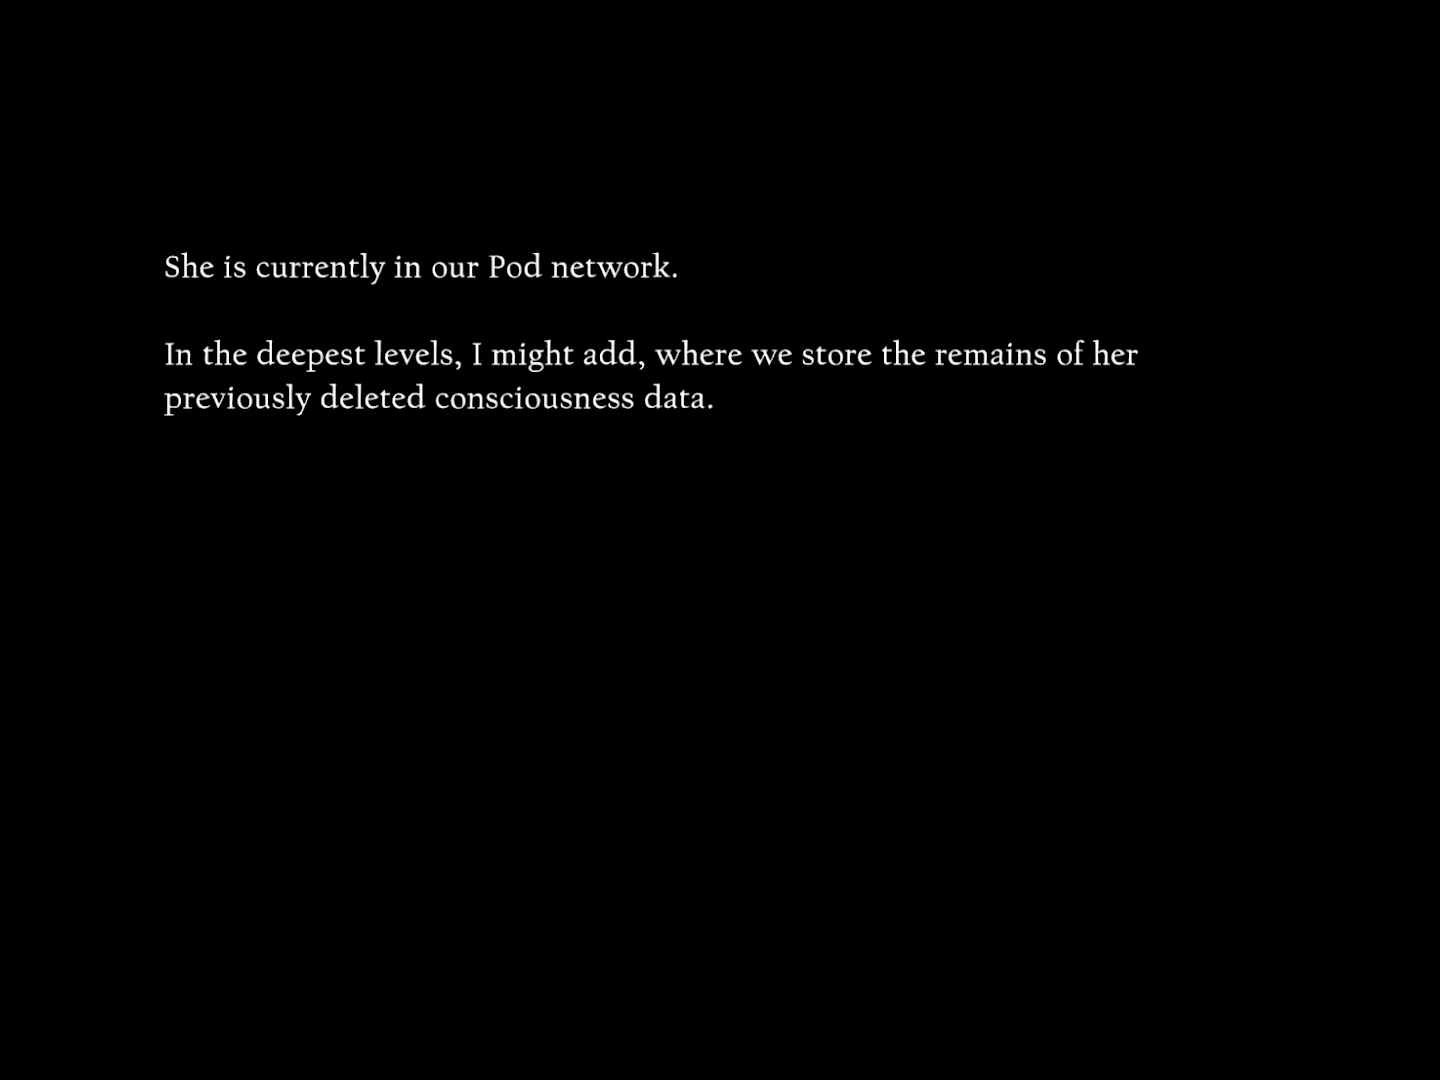 She is currently in our Pod network.
In the deepest levels, I might add, where we store the remains of her
previously deleted consciousness data.